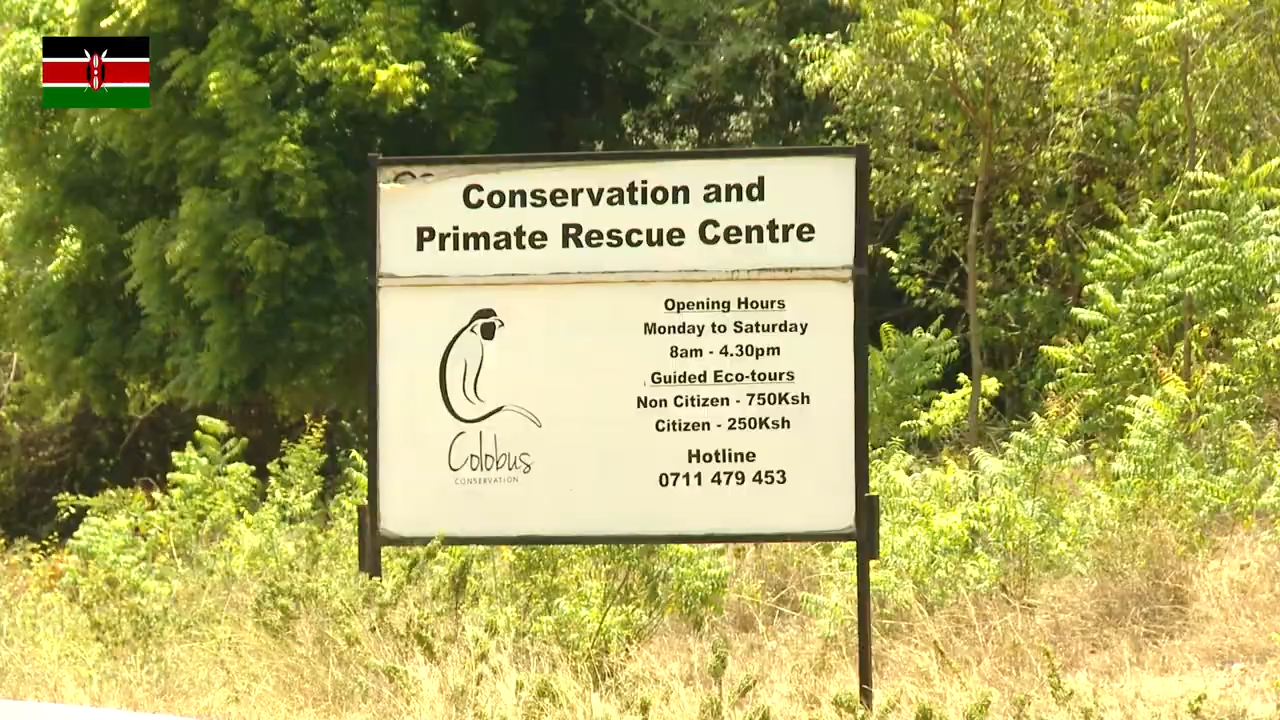 Conservation and
Primate Rescue Centre
Opening Hours
Monday to Saturday
8am - 4.30pm
Guided Eco-tours
Non Citizen - 750Ksh
Citizen - 250Ksh
Hotline
0711 479 453
Colobus
CONSERVATION